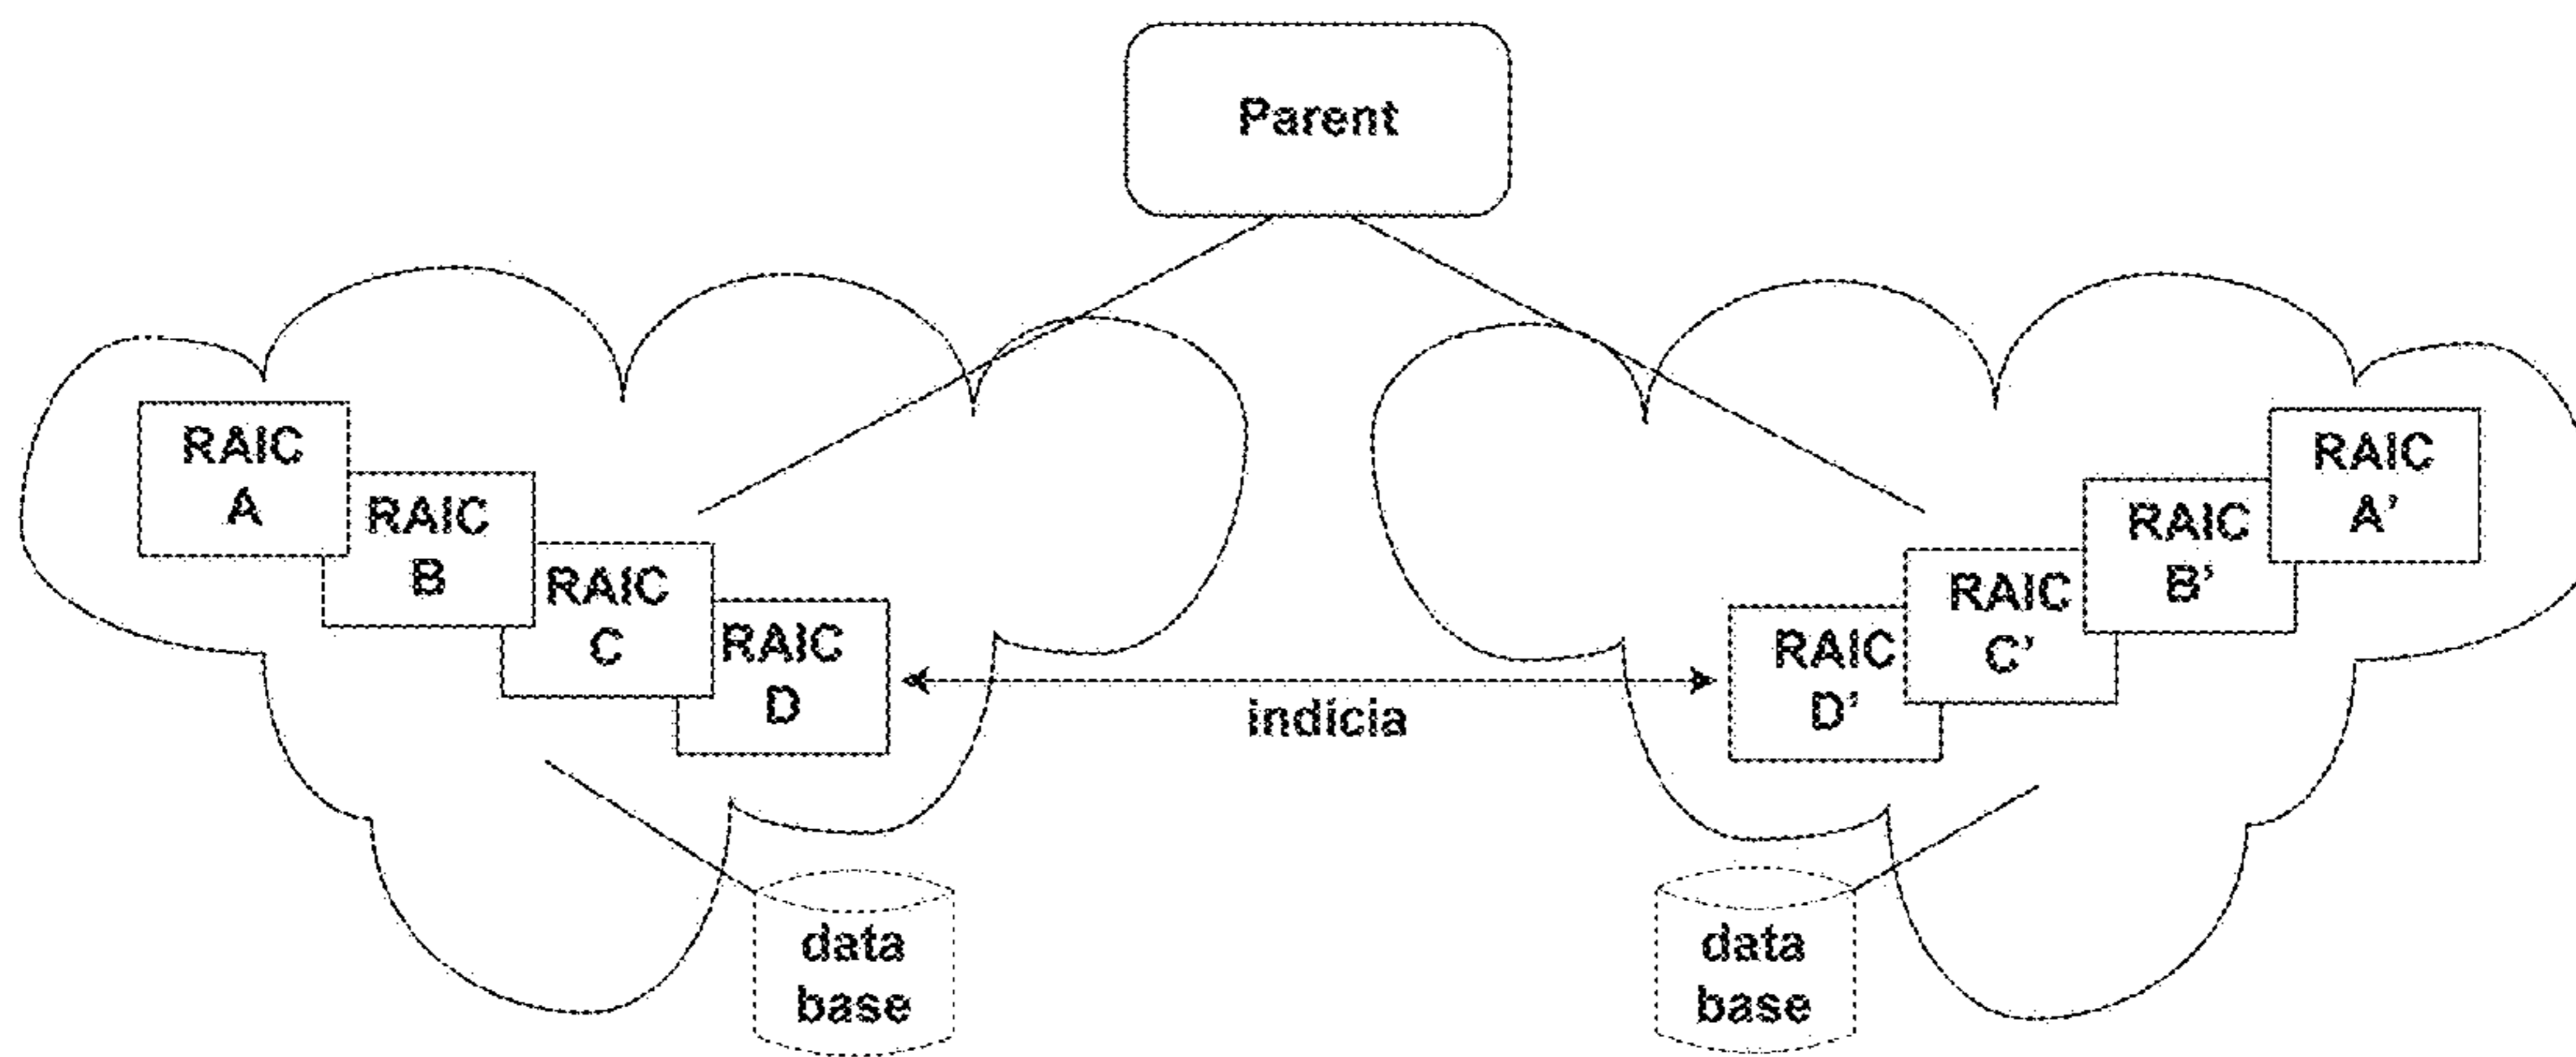 Parent
RAIC
A
RAIC
B
RAIC
C
RAIC
D
indicia
RAIC
A’
RAIC
B’
RAIC
C’
RAIC
D’
data
base
data
base